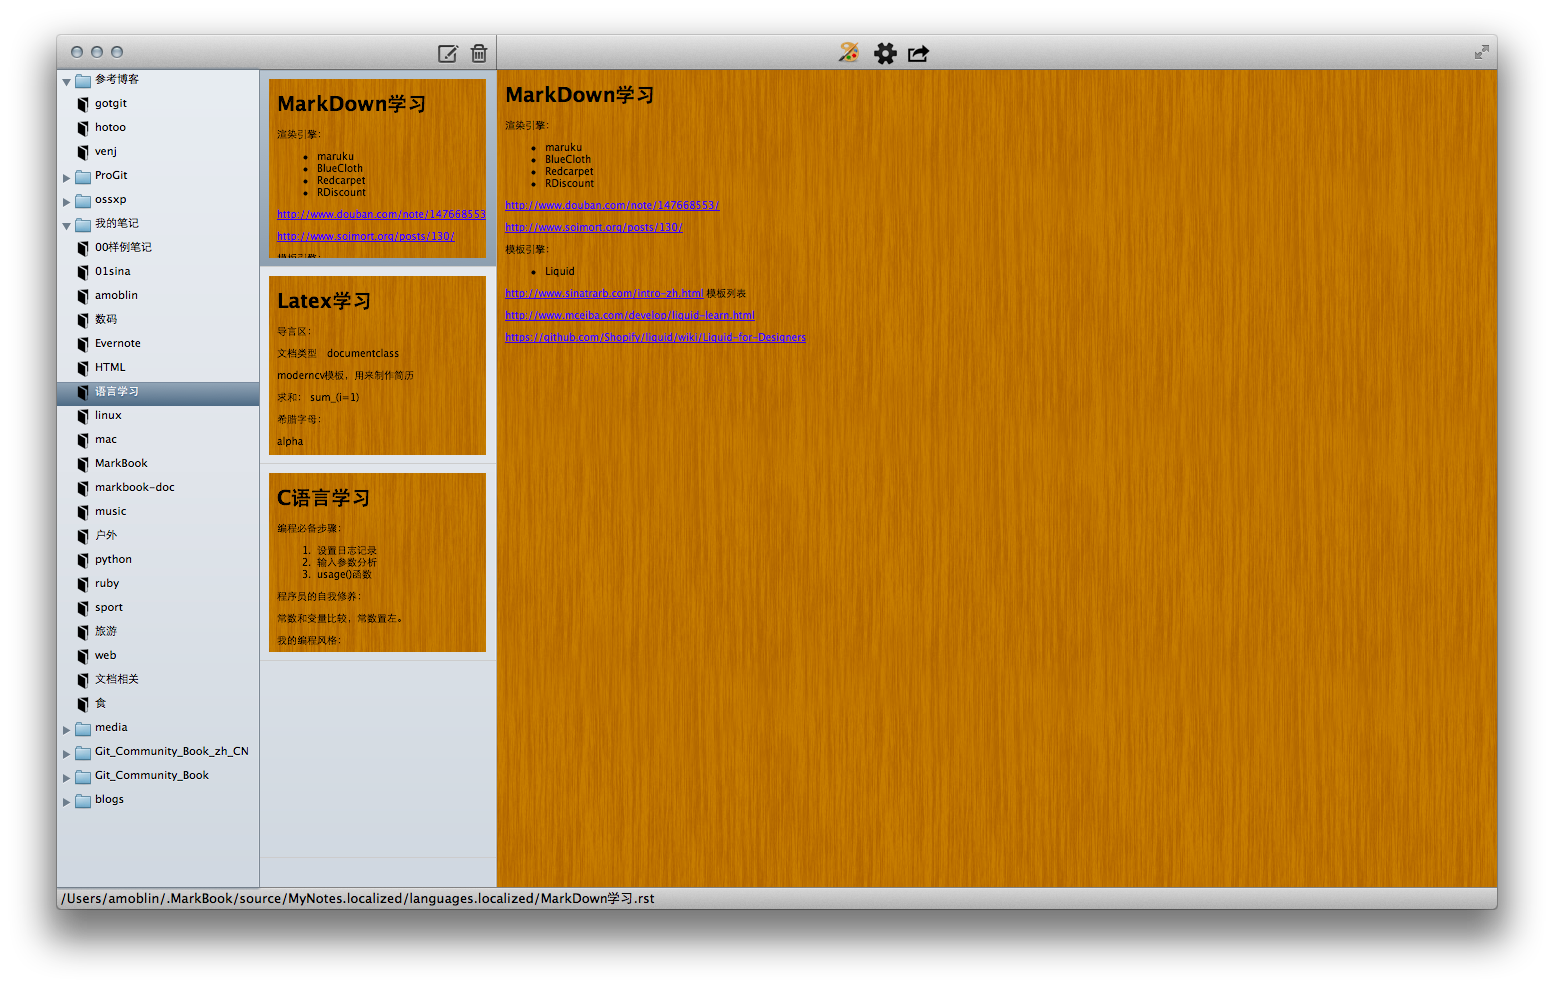 参考博客
gotgit
hotoo
venj
ProGit
ossxp
我的笔记
00样例笔记
01sina
amoblin
数码
Evernote
HTML
语言学习
linux
mac
MarkBook
markbook-doc
music
户外
python
ruby
sport
旅游
web
文档相关
食
media
Git_Community_Book_zh_CN
Git_Community_Book
blogs
MarkDown学习
渲染引擎：
• maruku
• BlueCloth
• Redcarpet
• RDiscount
http://www.douban.com/note/147668553
http://www.soimort.org/posts/130/
模板引擎：
Latex学习
导言区：
文档类型 documentclass
moderncv模板，用来制作简历
求和： sum_(i=1)
希腊字母：
alpha
C语言学习
编程必备步骤：
1. 设置日志记录
2. 输入参数分析
3. usage()函数
程序员的自我修养：
常数和变量比较，常数置左。
我的编程风格：
MarkDown学习
渲染引擎：
• maruku
• BlueCloth
• Redcarpet
• RDiscount
http://www.douban.com/note/147668553/
http://www.soimort.org/posts/130/
模板引擎：
• Liquid
http://www.sinatrarb.com/intro-zh.html 模板列表
http://www.mceiba.com/develop/liquid-learn.html
https://github.com/Shopify/liquid/wiki/Liquid-for-Designers
/Users/amoblin/.MarkBook/source/MyNotes.localized/languages.localized/MarkDown学习.rst